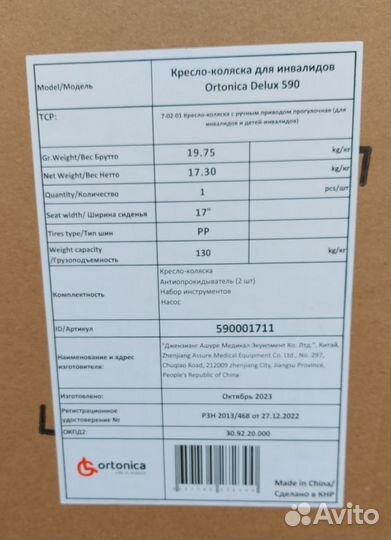 Model/Модель
Кресло-коляска для инвалидов
Ortonica Delux 590
ТСР:
7-02-01 Кресло-коляска с ручным приводом прогулочная (для
инвалидов и детей-инвалидов)
Gr.Weight/Вес Брутто 19.75 kg/кг
Net Weight/Вес Нетто 17.30 kg/кг
Quantity/Количество 1 pcs/шт
Seat width/ Ширина сиденья 17"
Tires type/Тип шин PP
Weight capacity
/Грузоподъемность 130 kg/кг
Комплектность
Кресло-коляска
Антиопрокидыватель (2 шт)
Набор инструментов
Насос
ID/Артикул 590001711
Наименование и адрес
изготовителя:
"Джензианг Ашуре Медикал Экуипмент Ко. Лтд.", Китай,
Zhenjiang Assure Medical Equipment Co. Ltd., No. 297,
Chuqiao Road, 212009 zhenjiang City, Jiangsu Province,
People's Republic of China
Изготовлено: Октябрь 2023
Регистрационное
удостоверение № РЗН 2013/468 от 27.12.2022
ОКПД2: 30.92.20.000
ortonica
Made in China/
Сделано в КНР
Avito